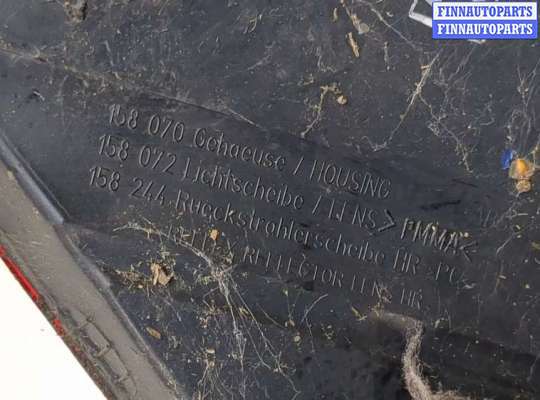 FINNAUTOPARTS
FINNAUTOPARTS
158 070 Gehaeuse / HOUSING
158 072 Lichtscheibe / LENS >PMMA<
158 244 Rueckstrahlerscheibe HR >PC
REFLEX REFLECTOR LENS HR